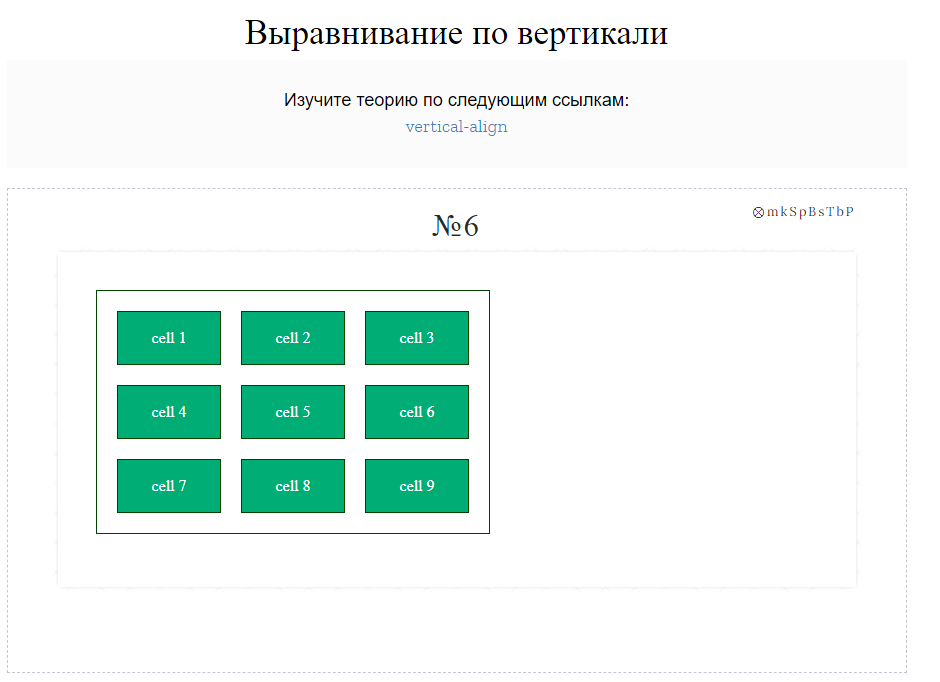 Выравнивание по вертикали
Изучите теорию по следующим ссылкам:
vertical-align
⊗mkSpBsTbP
№6
cell 1 cell 2 cell 3
cell 4 cell 5 cell 6
cell 7 cell 8 cell 9